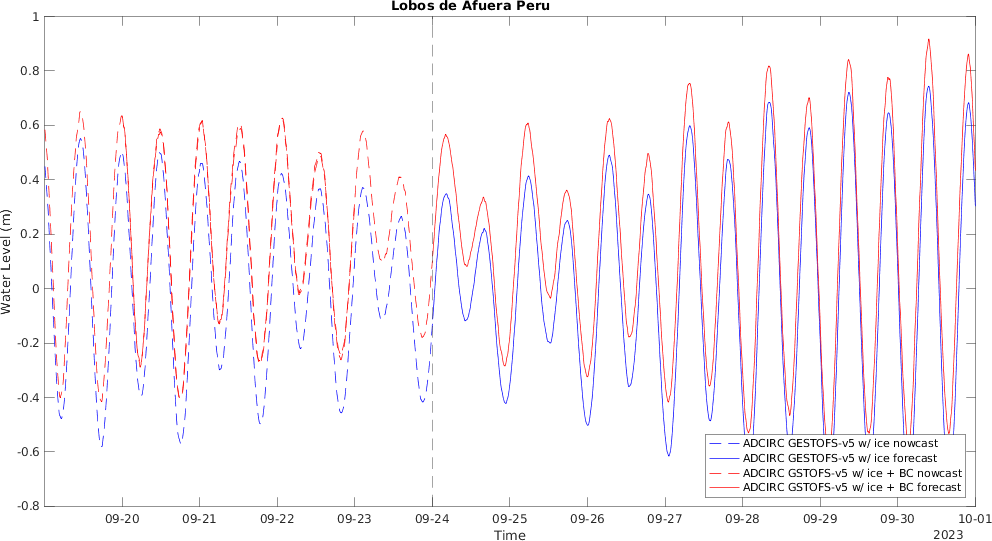 Lobos de Afuera Peru
1
0.8
0.6
0.4
0.2
0
-0.2
-0.4
-0.6
-0.8
Water Level (m)
09-20 09-21 09-22 09-23 09-24 09-25 09-26 09-27 09-28 09-29 09-30 10-01
Time
2023
ADCIRC GESTOFS-v5 w/ ice nowcast
ADCIRC GESTOFS-v5 w/ ice forecast
ADCIRC GSTOFS-v5 w/ ice + BC nowcast
ADCIRC GSTOFS-v5 w/ ice + BC forecast